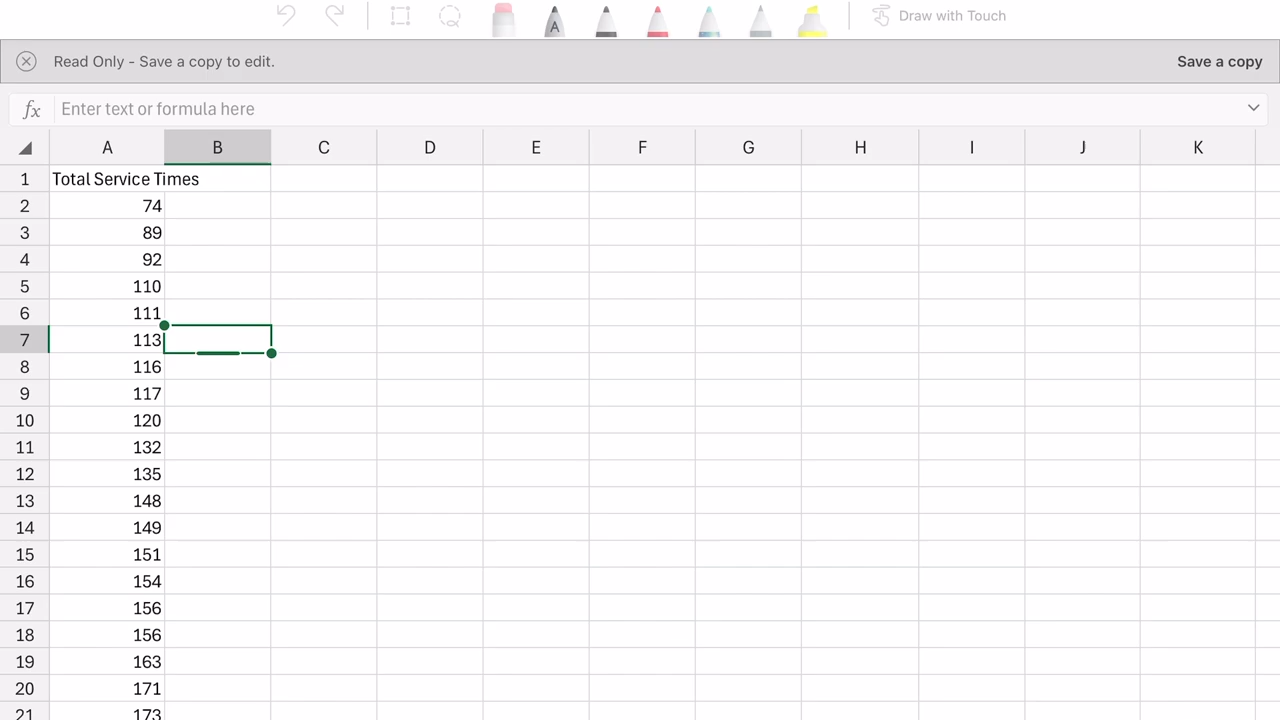 A
Draw with Touch
Read Only - Save a copy to edit.
Save a copy
fx Enter text or formula here
A B C D E F G H I J K
1 Total Service Times
2 74
3 89
4 92
5 110
6 111
7 113
8 116
9 117
10 120
11 132
12 135
13 148
14 149
15 151
16 154
17 156
18 156
19 163
20 171
21 173